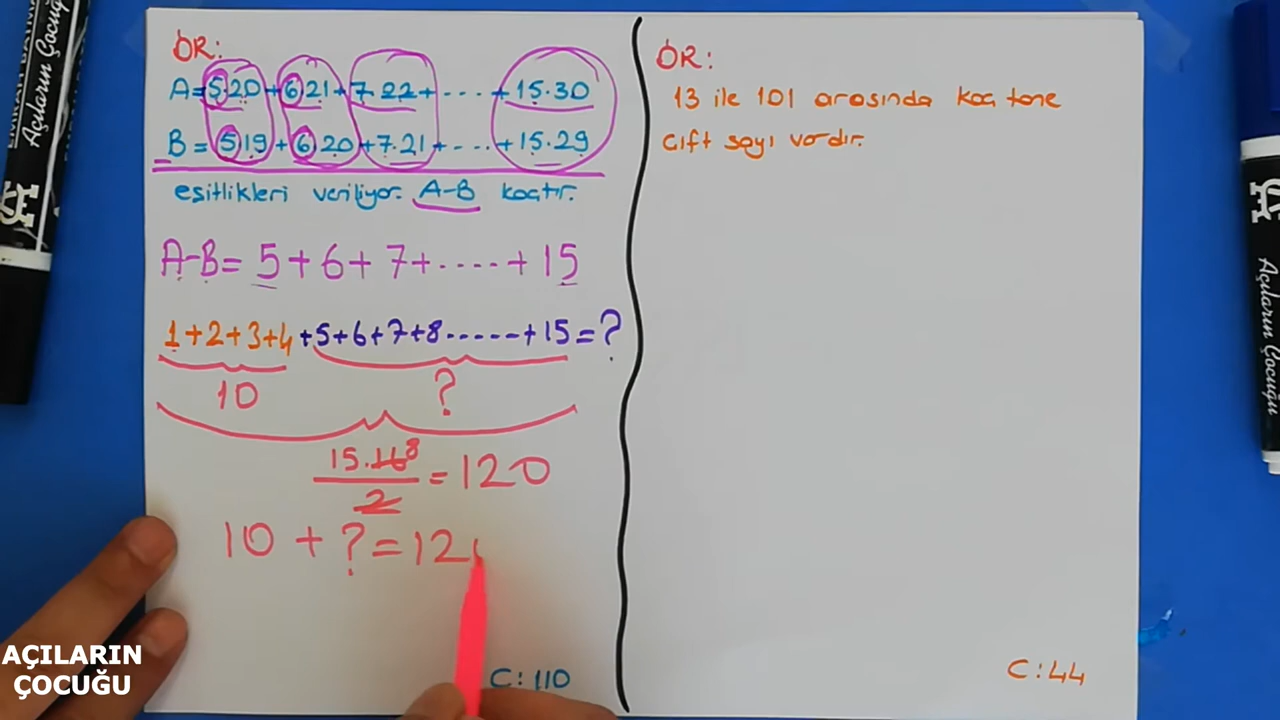 ÖR:
A=5.20+6.21+7.22+....+15.30
B=5.19+6.20+7.21+....+15.29
eşitlikleri veriliyor. A-B kaçtır.
A-B=5+6+7+.....+15
1+2+3+4+5+6+7+8......+15=?
10 ?
15.16 8
2
=120
10+?=12
C:110
ÖR:
13 ile 101 arasında kaç tane
çift sayı vardır.
C:44
Açıların Çocuğu
Açıların Çocuğu
AÇILARIN
ÇOCUĞU